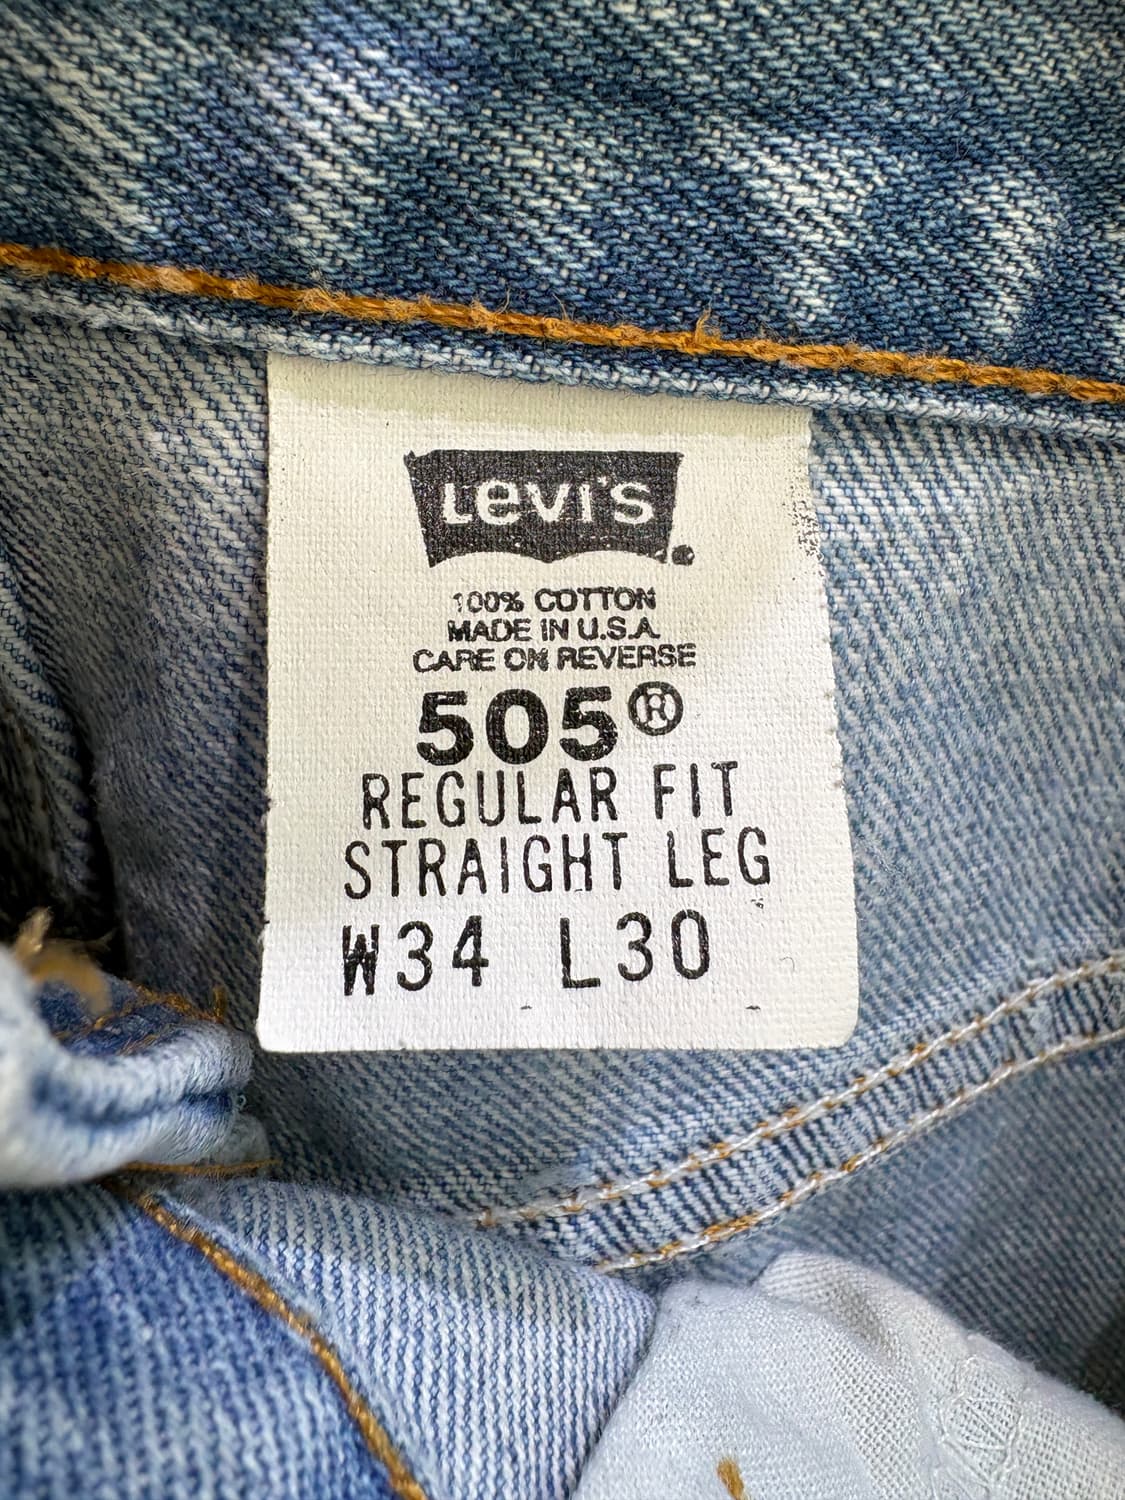 Levi's
100% COTTON
MADE IN U.S.A.
CARE ON REVERSE
505®
REGULAR FIT
STRAIGHT LEG
W34 L30